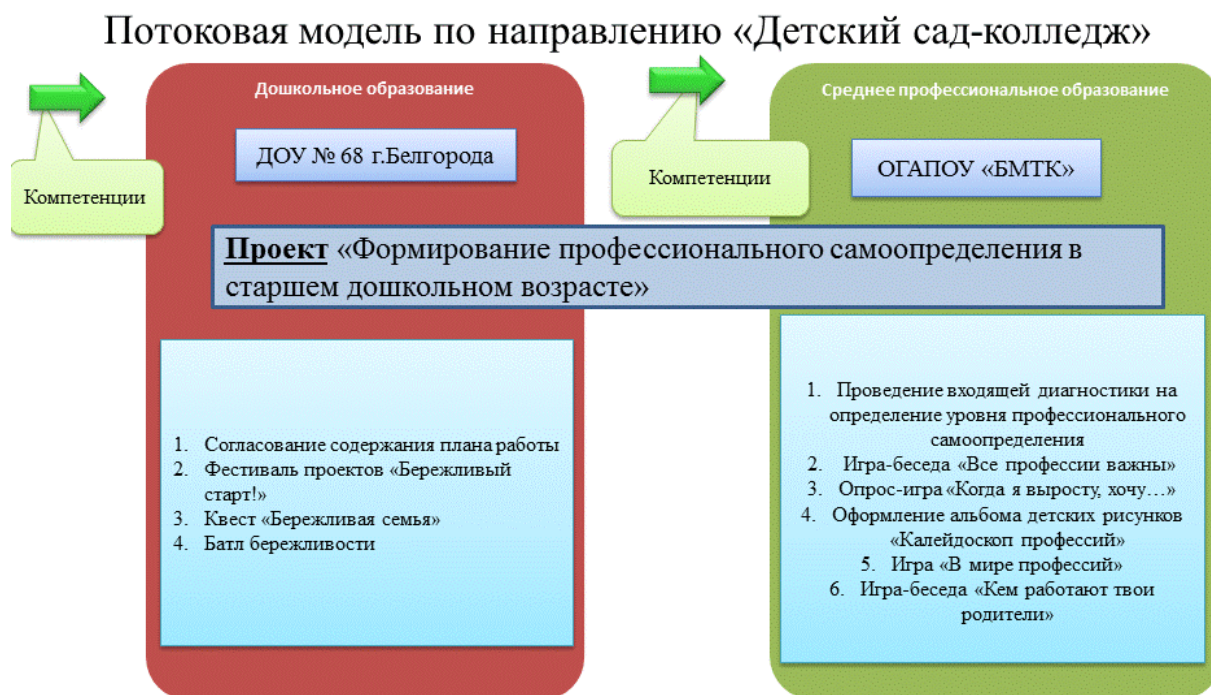 Потоковая модель по направлению «Детский сад-колледж»
Дошкольное образование
ДОУ № 68 г.Белгорода
Компетенции
Среднее профессиональное образование
ОГАПОУ «БМТК»
Компетенции
Проект «Формирование профессионального самоопределения в
старшем дошкольном возрасте»
1. Согласование содержания плана работы
2. Фестиваль проектов «Бережливый
старт!»
3. Квест «Бережливая семья»
4. Батл бережливости
1. Проведение входящей диагностики на
определение уровня профессионального
самоопределения
2. Игра-беседа «Все профессии важны»
3. Опрос-игра «Когда я выросту, хочу…»
4. Оформление альбома детских рисунков
«Калейдоскоп профессий»
5. Игра «В мире профессий»
6. Игра-беседа «Кем работают твои
родители»